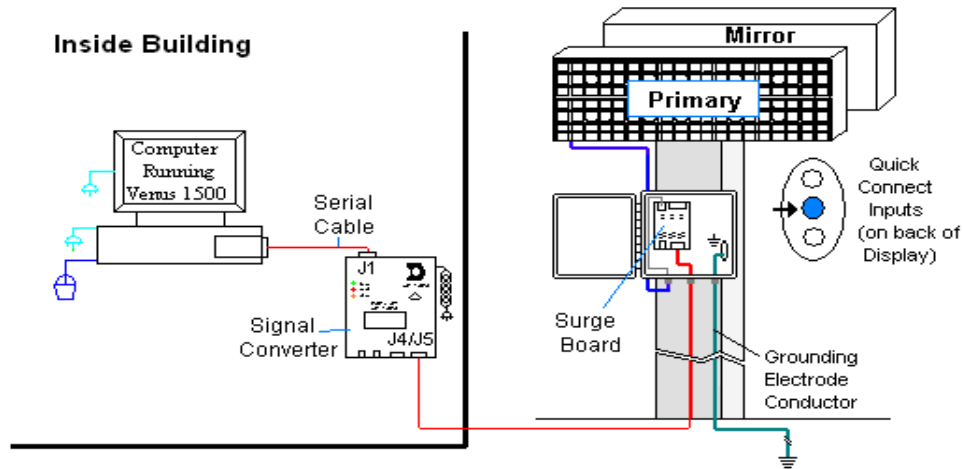 Inside Building
Mirror
Primary
Computer
Running
Venus 1500
Serial
Cable
J1
Signal
Converter
J4/J5
Quick
Connect
Inputs
(on back of
Display)
Surge
Board
Grounding
Electrode
Conductor